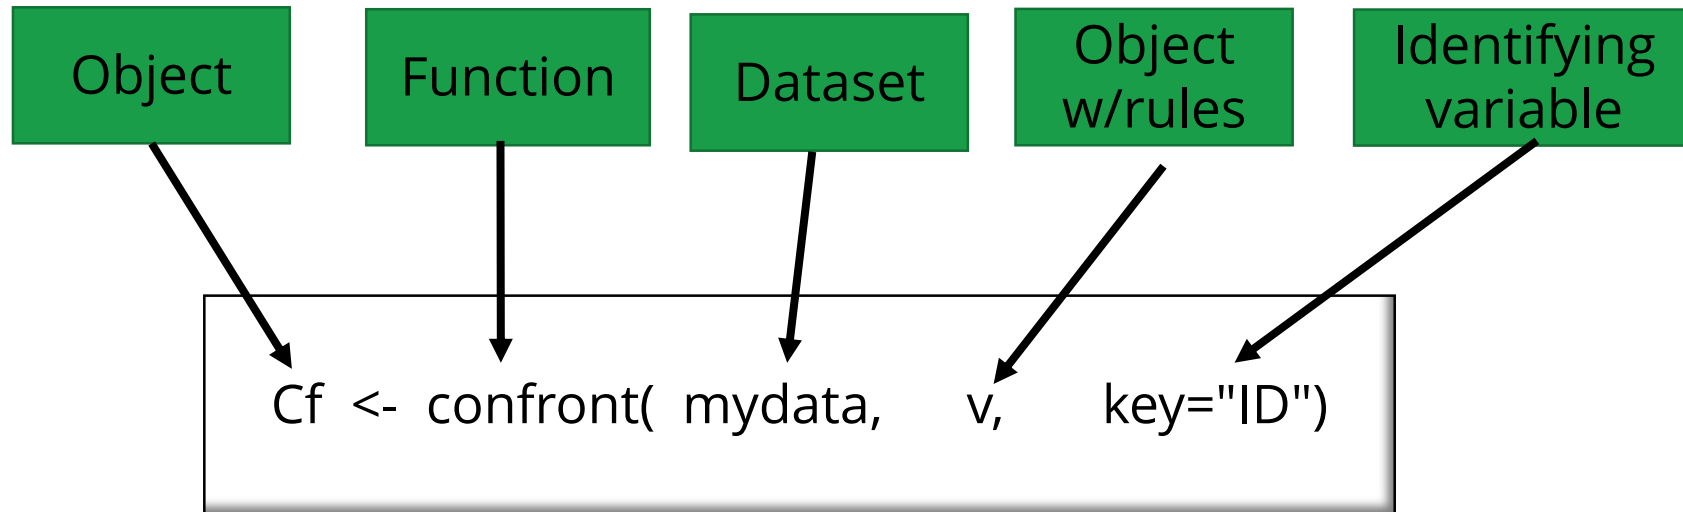 Object
Function
Dataset
Object
w/rules
Identifying
variable
Cf <- confront( mydata, v, key="ID")